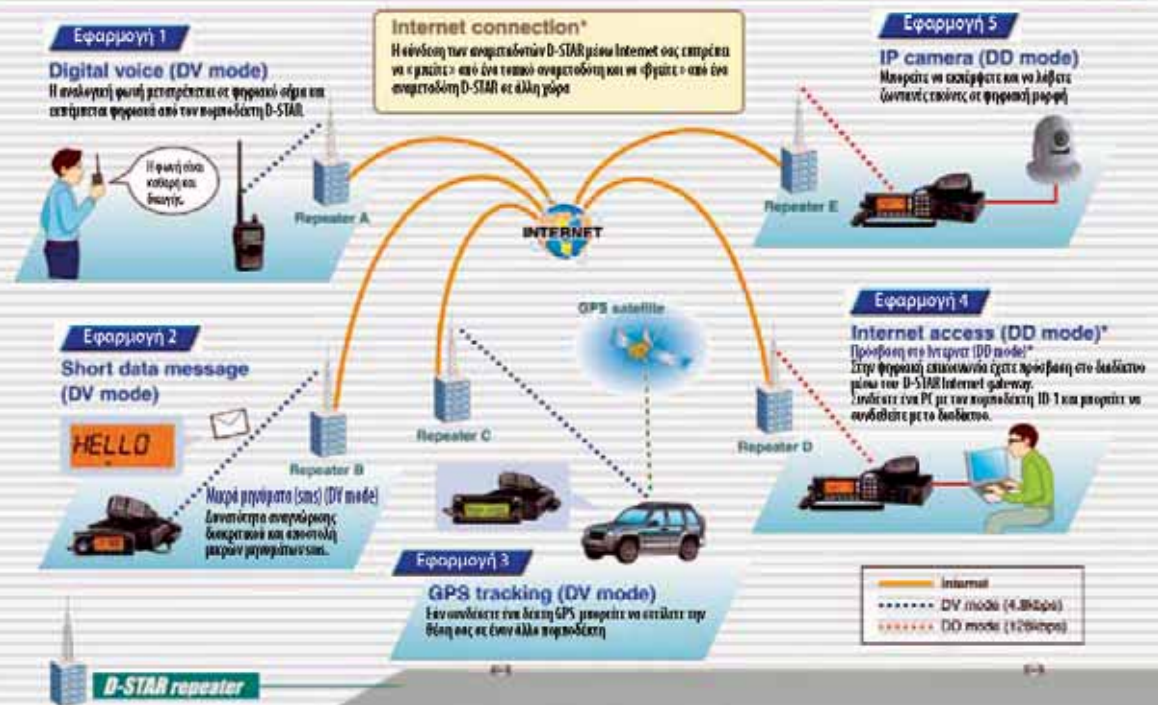 Internet connection*
Η σύνδεση των αναμεταδοτών D-STAR μέσω Internet σας επιτρέπει
να « μπείτε » από ένα τοπικό αναμεταδότη και να «βγείτε » από ένα
αναμεταδότη D-STAR σε άλλη χώρα
Εφαρμογή 1
Digital voice (DV mode)
Η αναλογική φωνή μετατρέπεται σε ψηφιακό σήμα και
εκπέμπεται ψηφιακά από τον πομποδέκτη D-STAR.
Η φωνή είναι
καθαρή και
διαυγής.
Repeater A
Εφαρμογή 5
IP camera (DD mode)
Μπορείτε να εκπέμψετε και να λάβετε
ζωντανές εικόνες σε ψηφιακή μορφή
Repeater E
INTERNET
GPS satellite
Εφαρμογή 2
Short data message
(DV mode)
HELLO
Repeater B
Μικρά μηνύματα (sms) (DV mode)
Δυνατότητα αναγνώρισης
διακριτικού και αποστολή
μικρών μηνυμάτων sms.
Repeater C
Εφαρμογή 3
GPS tracking (DV mode)
Εάν συνδέσετε ένα δέκτη GPS μπορείτε να στείλετε την
θέση σας σε έναν άλλο πομποδέκτη
Εφαρμογή 4
Internet access (DD mode)*
Πρόσβαση στο Ιντερνετ (DD mode)*
Στην ψηφιακή επικοινωνία έχετε πρόσβαση στο διαδίκτυο
μέσω του D-STAR Internet gateway.
Συνδέστε ένα PC με τον πομποδέκτη ID-1 και μπορείτε να
συνδεθείτε με το διαδίκτυο.
Repeater D
Internet
DV mode (4.8kbps)
DD mode (128kbps)
D-STAR repeater